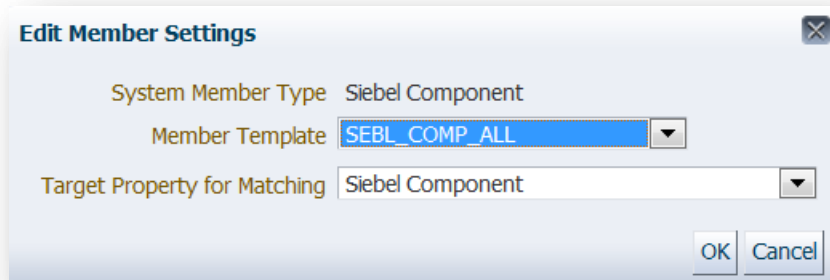 Edit Member Settings
System Member Type Siebel Component
Member Template SEBL_COMP_ALL
Target Property for Matching Siebel Component
OK Cancel